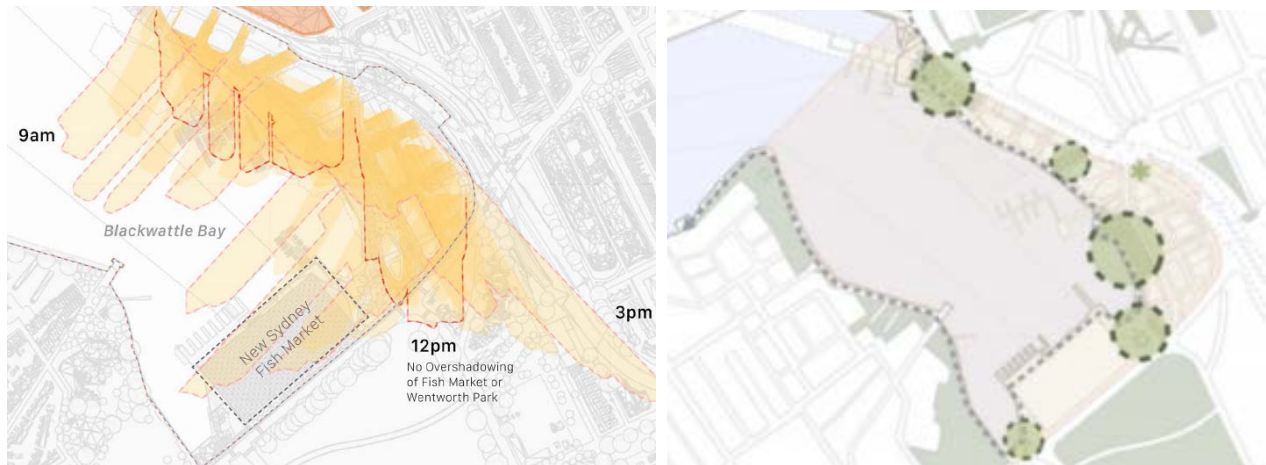 9am
Blackwattle Bay
New Sydney
Fish Market
3pm
12pm
No Overshadowing
of Fish Market or
Wentworth Park